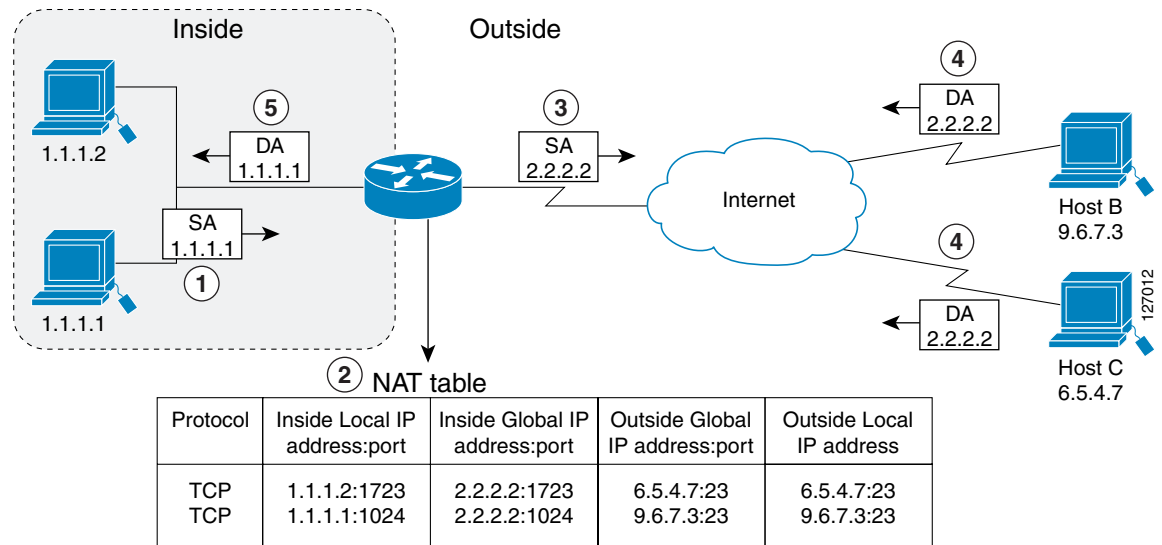 Inside
Outside
1.1.1.2
5
DA
1.1.1.1
3
SA
2.2.2.2
4
DA
2.2.2.2
Internet
Host B
9.6.7.3
SA
1.1.1.1
1
1.1.1.1
4
DA
2.2.2.2
Host C
6.5.4.7
127012
2 NAT table
Protocol
Inside Local IP
address:port
Inside Global IP
address:port
Outside Global
IP address:port
Outside Local
IP address
TCP 1.1.1.2:1723 2.2.2.2:1723 6.5.4.7:23 6.5.4.7:23
TCP 1.1.1.1:1024 2.2.2.2:1024 9.6.7.3:23 9.6.7.3:23